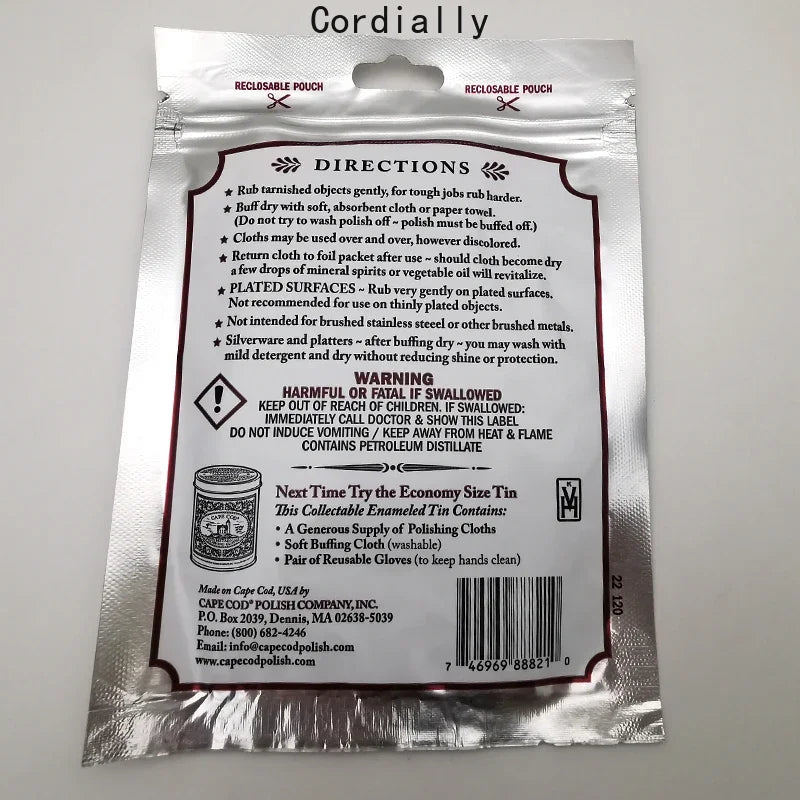 Cordially
RECLOSABLE POUCH
RECLOSABLE POUCH
DIRECTIONS
★ Rub tarnished objects gently, for tough jobs rub harder.
★ Buff dry with soft, absorbent cloth or paper towel.
(Do not try to wash polish off ~ polish must be buffed off.)
★ Cloths may be used over and over, however discolored.
★ Return cloth to foil packet after use ~ should cloth become dry
a few drops of mineral spirits or vegetable oil will revitalize.
★ PLATED SURFACES ~ Rub very gently on plated surfaces.
Not recommended for use on thinly plated objects.
★ Not intended for brushed stainless steeel or other brushed metals.
★ Silverware and platters ~ after buffing dry ~ you may wash with
mild detergent and dry without reducing shine or protection.
WARNING
HARMFUL OR FATAL IF SWALLOWED
KEEP OUT OF REACH OF CHILDREN. IF SWALLOWED:
IMMEDIATELY CALL DOCTOR & SHOW THIS LABEL
DO NOT INDUCE VOMITING / KEEP AWAY FROM HEAT & FLAME
CONTAINS PETROLEUM DISTILLATE
CAPE COD
Next Time Try the Economy Size Tin
This Collectable Enameled Tin Contains:
• A Generous Supply of Polishing Cloths
• Soft Buffing Cloth (washable)
• Pair of Reusable Gloves (to keep hands clean)
Made on Cape Cod, USA by
CAPE COD® POLISH COMPANY, INC.
P.O. Box 2039, Dennis, MA 02638-5039
Phone: (800) 682-4246
Email: info@capecodpolish.com
www.capecodpolish.com
7 46969 88821 0
22 120